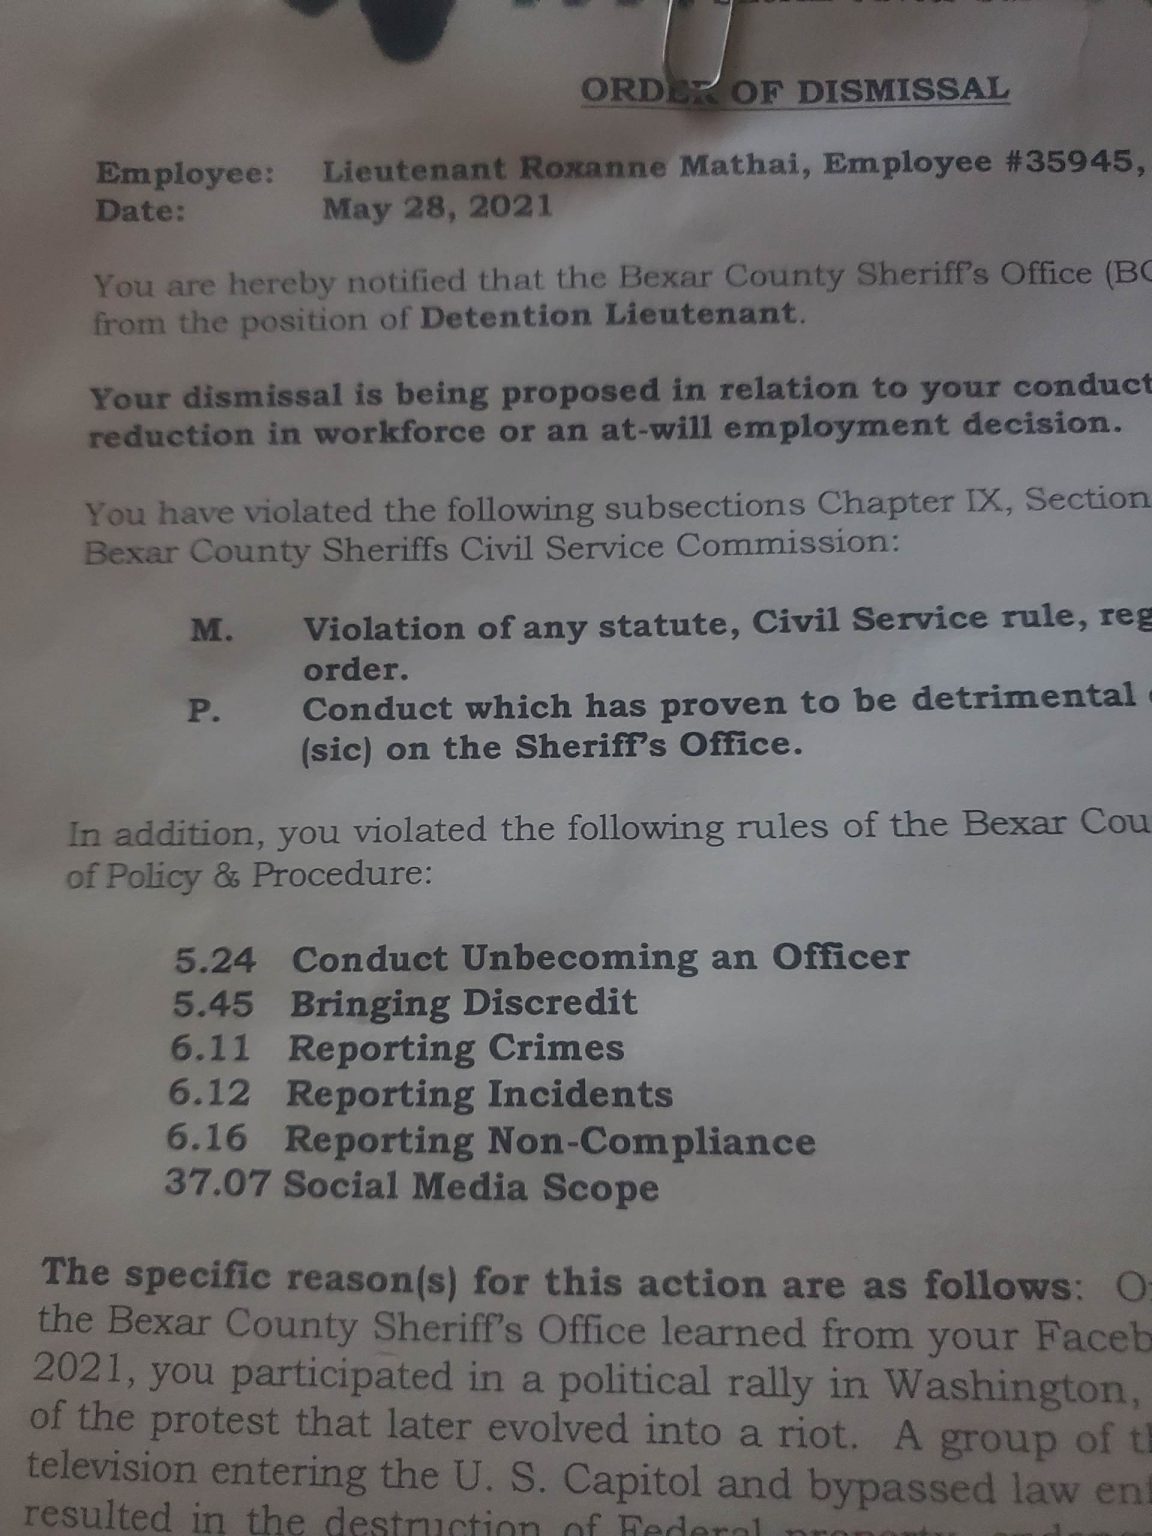 ORDER OF DISMISSAL
Employee: Lieutenant Roxanne Mathai, Employee #35945,
Date: May 28, 2021
You are hereby notified that the Bexar County Sheriff's Office (BC
from the position of Detention Lieutenant.
Your dismissal is being proposed in relation to your conduct
reduction in workforce or an at-will employment decision.
You have violated the following subsections Chapter IX, Section
Bexar County Sheriffs Civil Service Commission:
M. Violation of any statute, Civil Service rule, reg
order.
P. Conduct which has proven to be detrimental
(sic) on the Sheriff's Office.
In addition, you violated the following rules of the Bexar Cou
of Policy & Procedure:
5.24 Conduct Unbecoming an Officer
5.45 Bringing Discredit
6.11 Reporting Crimes
6.12 Reporting Incidents
6.16 Reporting Non-Compliance
37.07 Social Media Scope
The specific reason(s) for this action are as follows:
the Bexar County Sheriff's Office learned from your Faceb
2021, you participated in a political rally in Washington,
of the protest that later evolved into a riot. A group of th
television entering the U. S. Capitol and bypassed law enf
resulted in the destruction of Federal